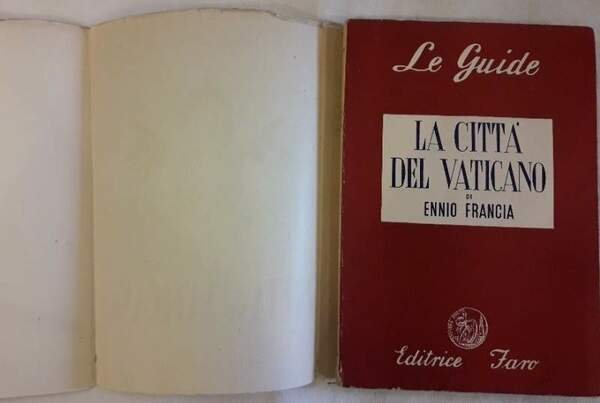 Le Guide
LA CITTÀ
DEL VATICANO
DI
ENNIO FRANCIA
Editrice Faro